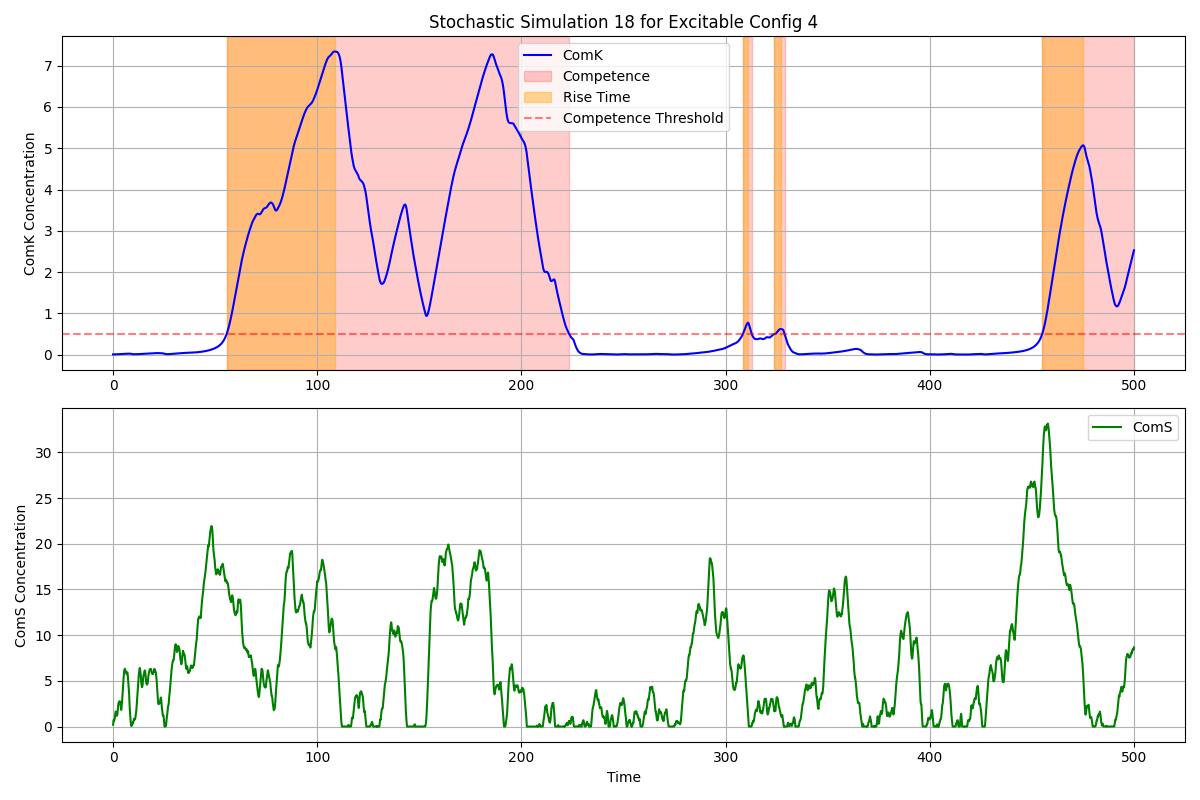 Stochastic Simulation 18 for Excitable Config 4
ComK Concentration
7
6
5
4
3
2
1
0
ComK
Competence
Rise Time
Competence Threshold
0 100 200 300 400 500
ComS Concentration
30
25
20
15
10
5
0
ComS
0 100 200 300 400 500
Time